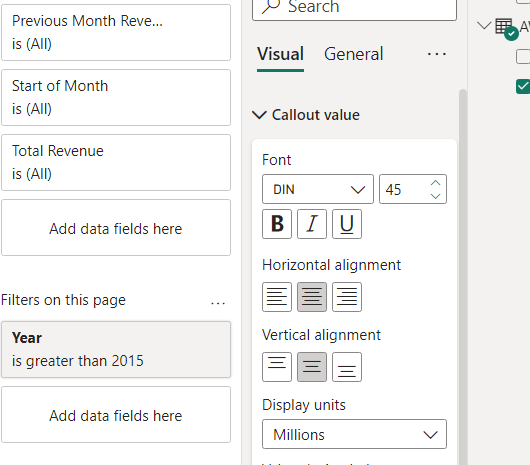 Previous Month Reve...
is (All)
Start of Month
is (All)
Total Revenue
is (All)
Add data fields here
Filters on this page
...
Year
is greater than 2015
Add data fields here
Search
Visual
General
...
Callout value
Font
DIN
45
B
I
U
Horizontal alignment
Vertical alignment
Display units
Millions